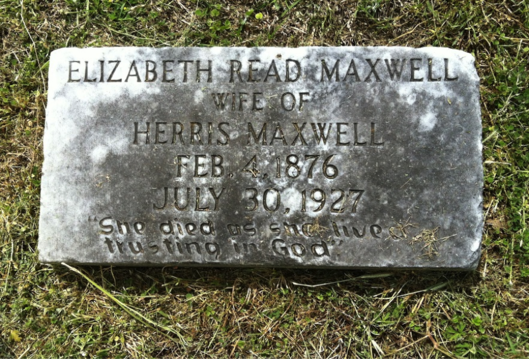 ELIZABETH READ MAXWELL
WIFE OF
HERRIS MAXWELL
FEB. 4, 1876
JULY 30, 1927
"She died as she lived
trusting in God".